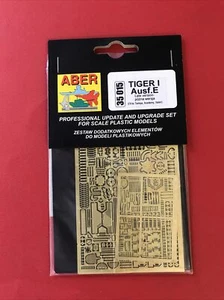 ABER
35 015
TIGER I
Ausf.E
PROFESSIONAL UPDATE AND UPGRADE SET
FOR SCALE PLASTIC MODELS
ZESTAW DODATKOWYCH ELEMENTÓW
DO MODELI PLASTIKOWYCH